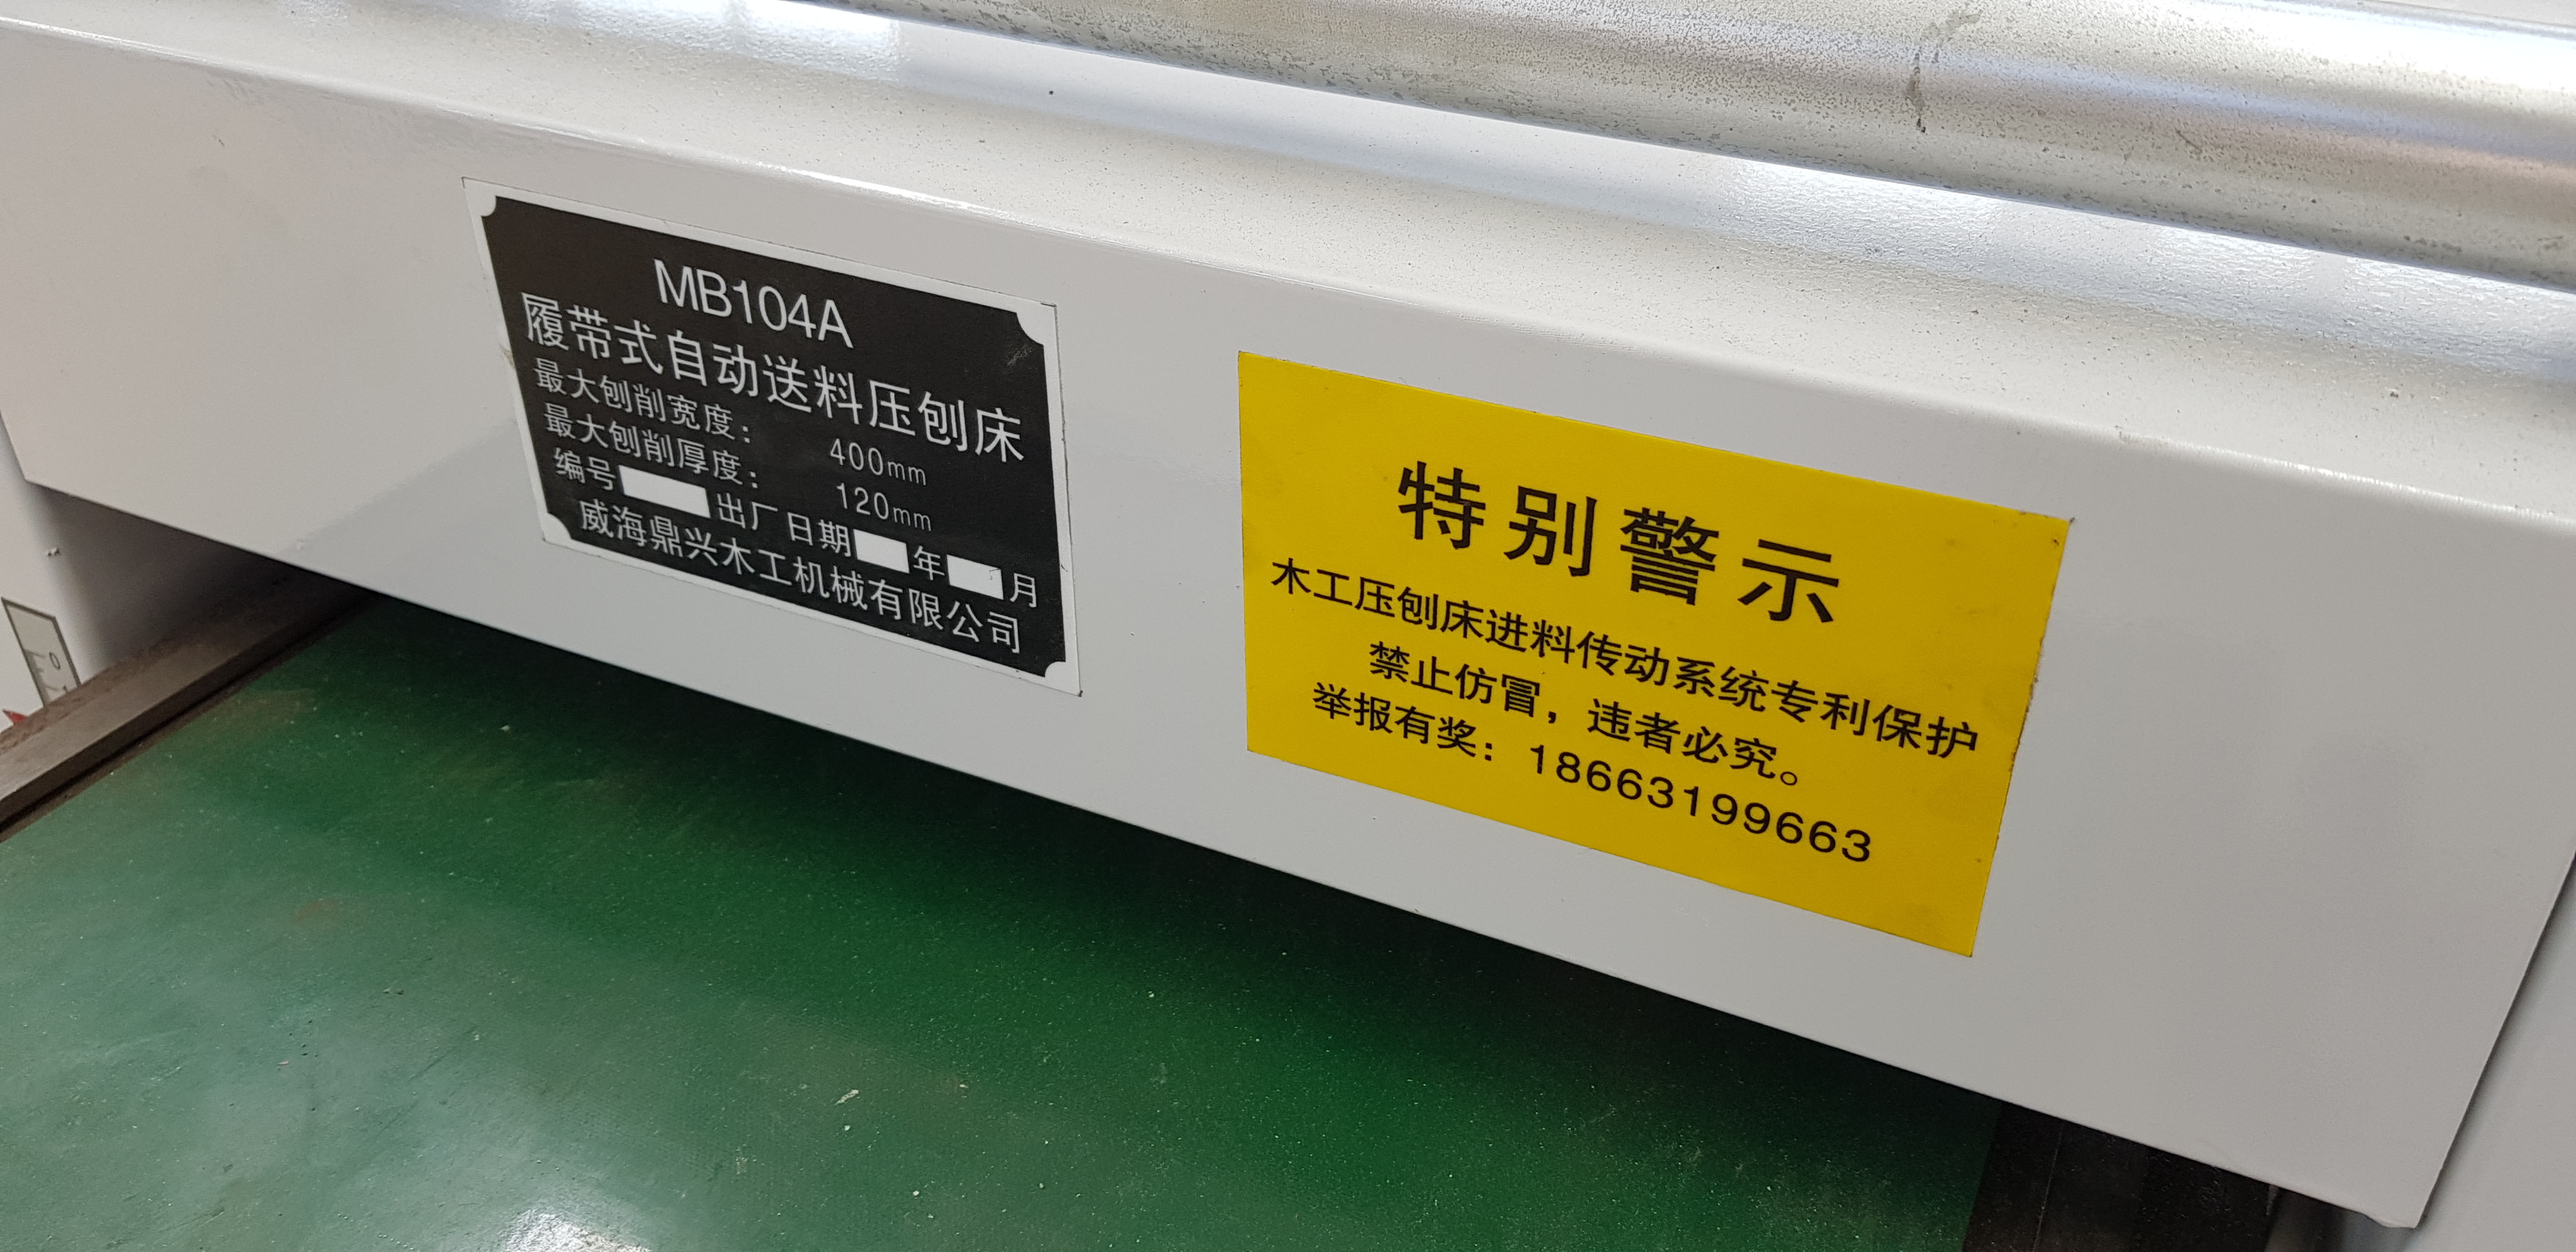 MB104A
履带式自动送料压刨床
最大刨削宽度: 400mm
最大刨削厚度: 120mm
编号 出厂日期 年 月
威海鼎兴木工机械有限公司
特别警示
木工压刨床进料传动系统专利保护
禁止仿冒，违者必究。
举报有奖: 18663199663
0